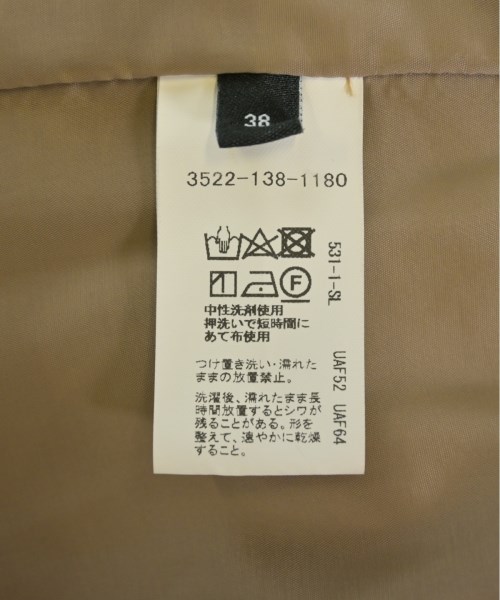 38
3522-138-1180
F
中性洗剤使用
押洗いで短時間に
あて布使用
つけ置き洗い・濡れた
ままの放置禁止。
洗濯後、濡れたまま長
時間放置するとシワが
残ることがある。形を
整えて、速やかに乾燥
すること。
531-1-SL
UAF52 UAF64